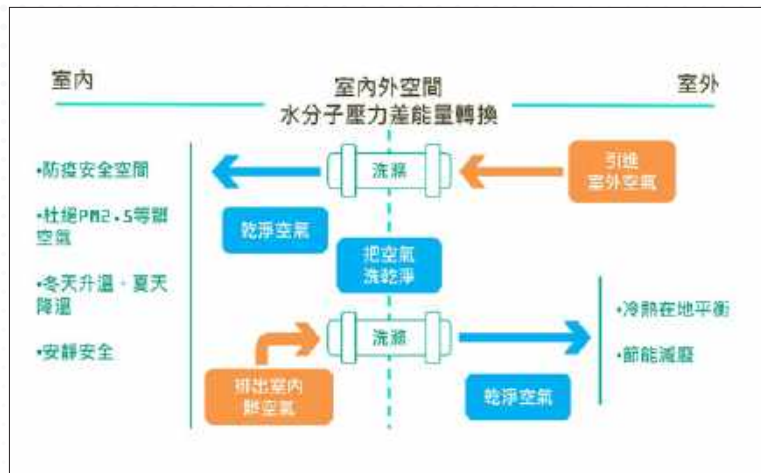 室內
室內外空間
水分子壓力差能量轉換
室外
•防疫安全空間
•杜絕PM2.5等髒
空氣
•冬天升溫、夏天
降溫
•安靜安全
洗滌
引進
室外空氣
乾淨空氣
把空氣
洗乾淨
洗滌
排出室內
髒空氣
乾淨空氣
•冷熱在地平衡
•節能減廢